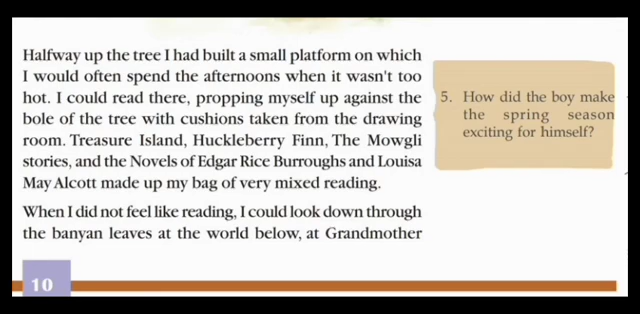 Halfway up the tree I had built a small platform on which
I would often spend the afternoons when it wasn't too
hot. I could read there, propping myself up against the
bole of the tree with cushions taken from the drawing
room. Treasure Island, Huckleberry Finn, The Mowgli
stories, and the Novels of Edgar Rice Burroughs and Louisa
May Alcott made up my bag of very mixed reading.
When I did not feel like reading, I could look down through
the banyan leaves at the world below, at Grandmother
5. How did the boy make
the spring season
exciting for himself?
10